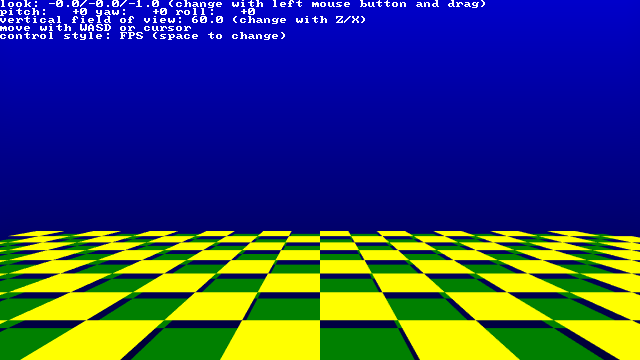 look: -0.0/-0.0/-1.0 (change with left mouse button and drag)
pitch: +0 yaw: +0 roll: +0
vertical field of view: 60.0 (change with Z/X)
move with WASD or cursor
control style: FPS (space to change)